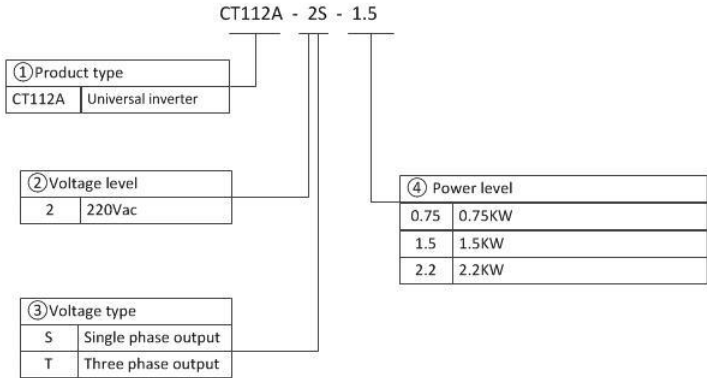 CT112A - 2S - 1.5
①Product type
CT112A Universal inverter
②Voltage level
2 220Vac
③Voltage type
S Single phase output
T Three phase output
④ Power level
0.75 0.75KW
1.5 1.5KW
2.2 2.2KW